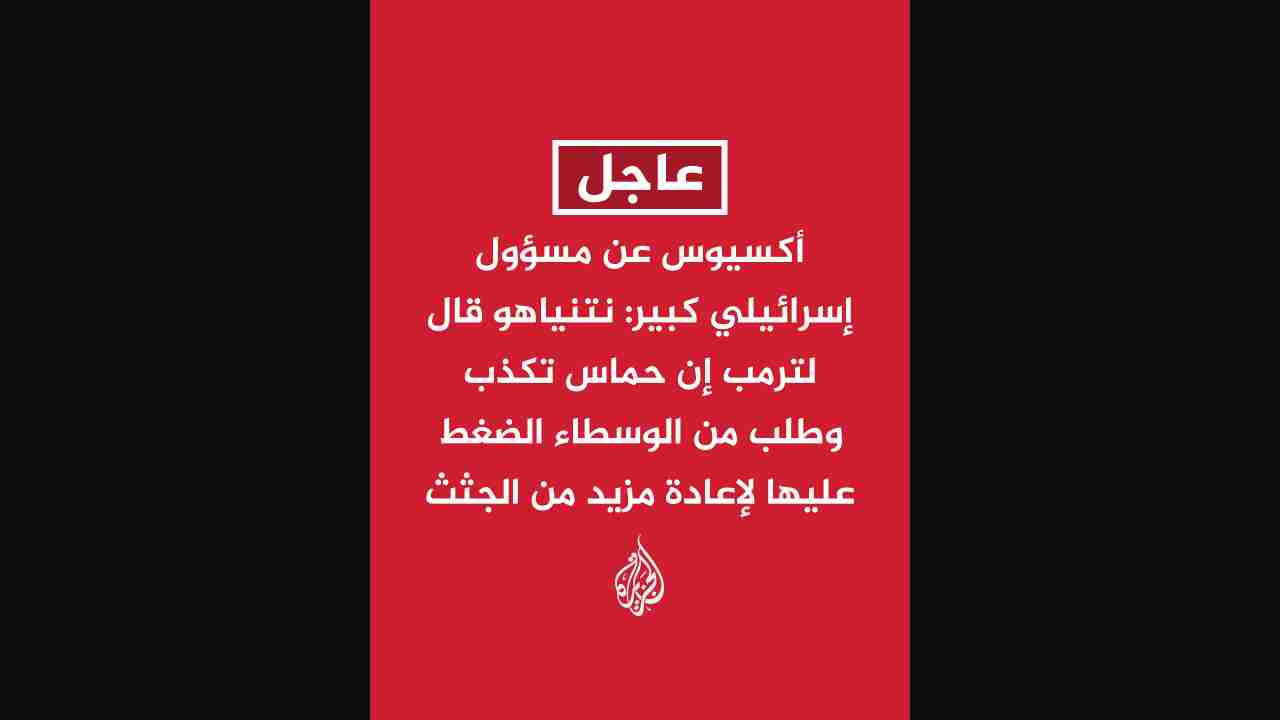 عاجل
أكسيوس عن مسؤول
إسرائيلي كبير: نتنياهو قال
لترمب إن حماس تكذب
وطلب من الوسطاء الضغط
عليها لإعادة مزيد من الجثث
الجزيرة